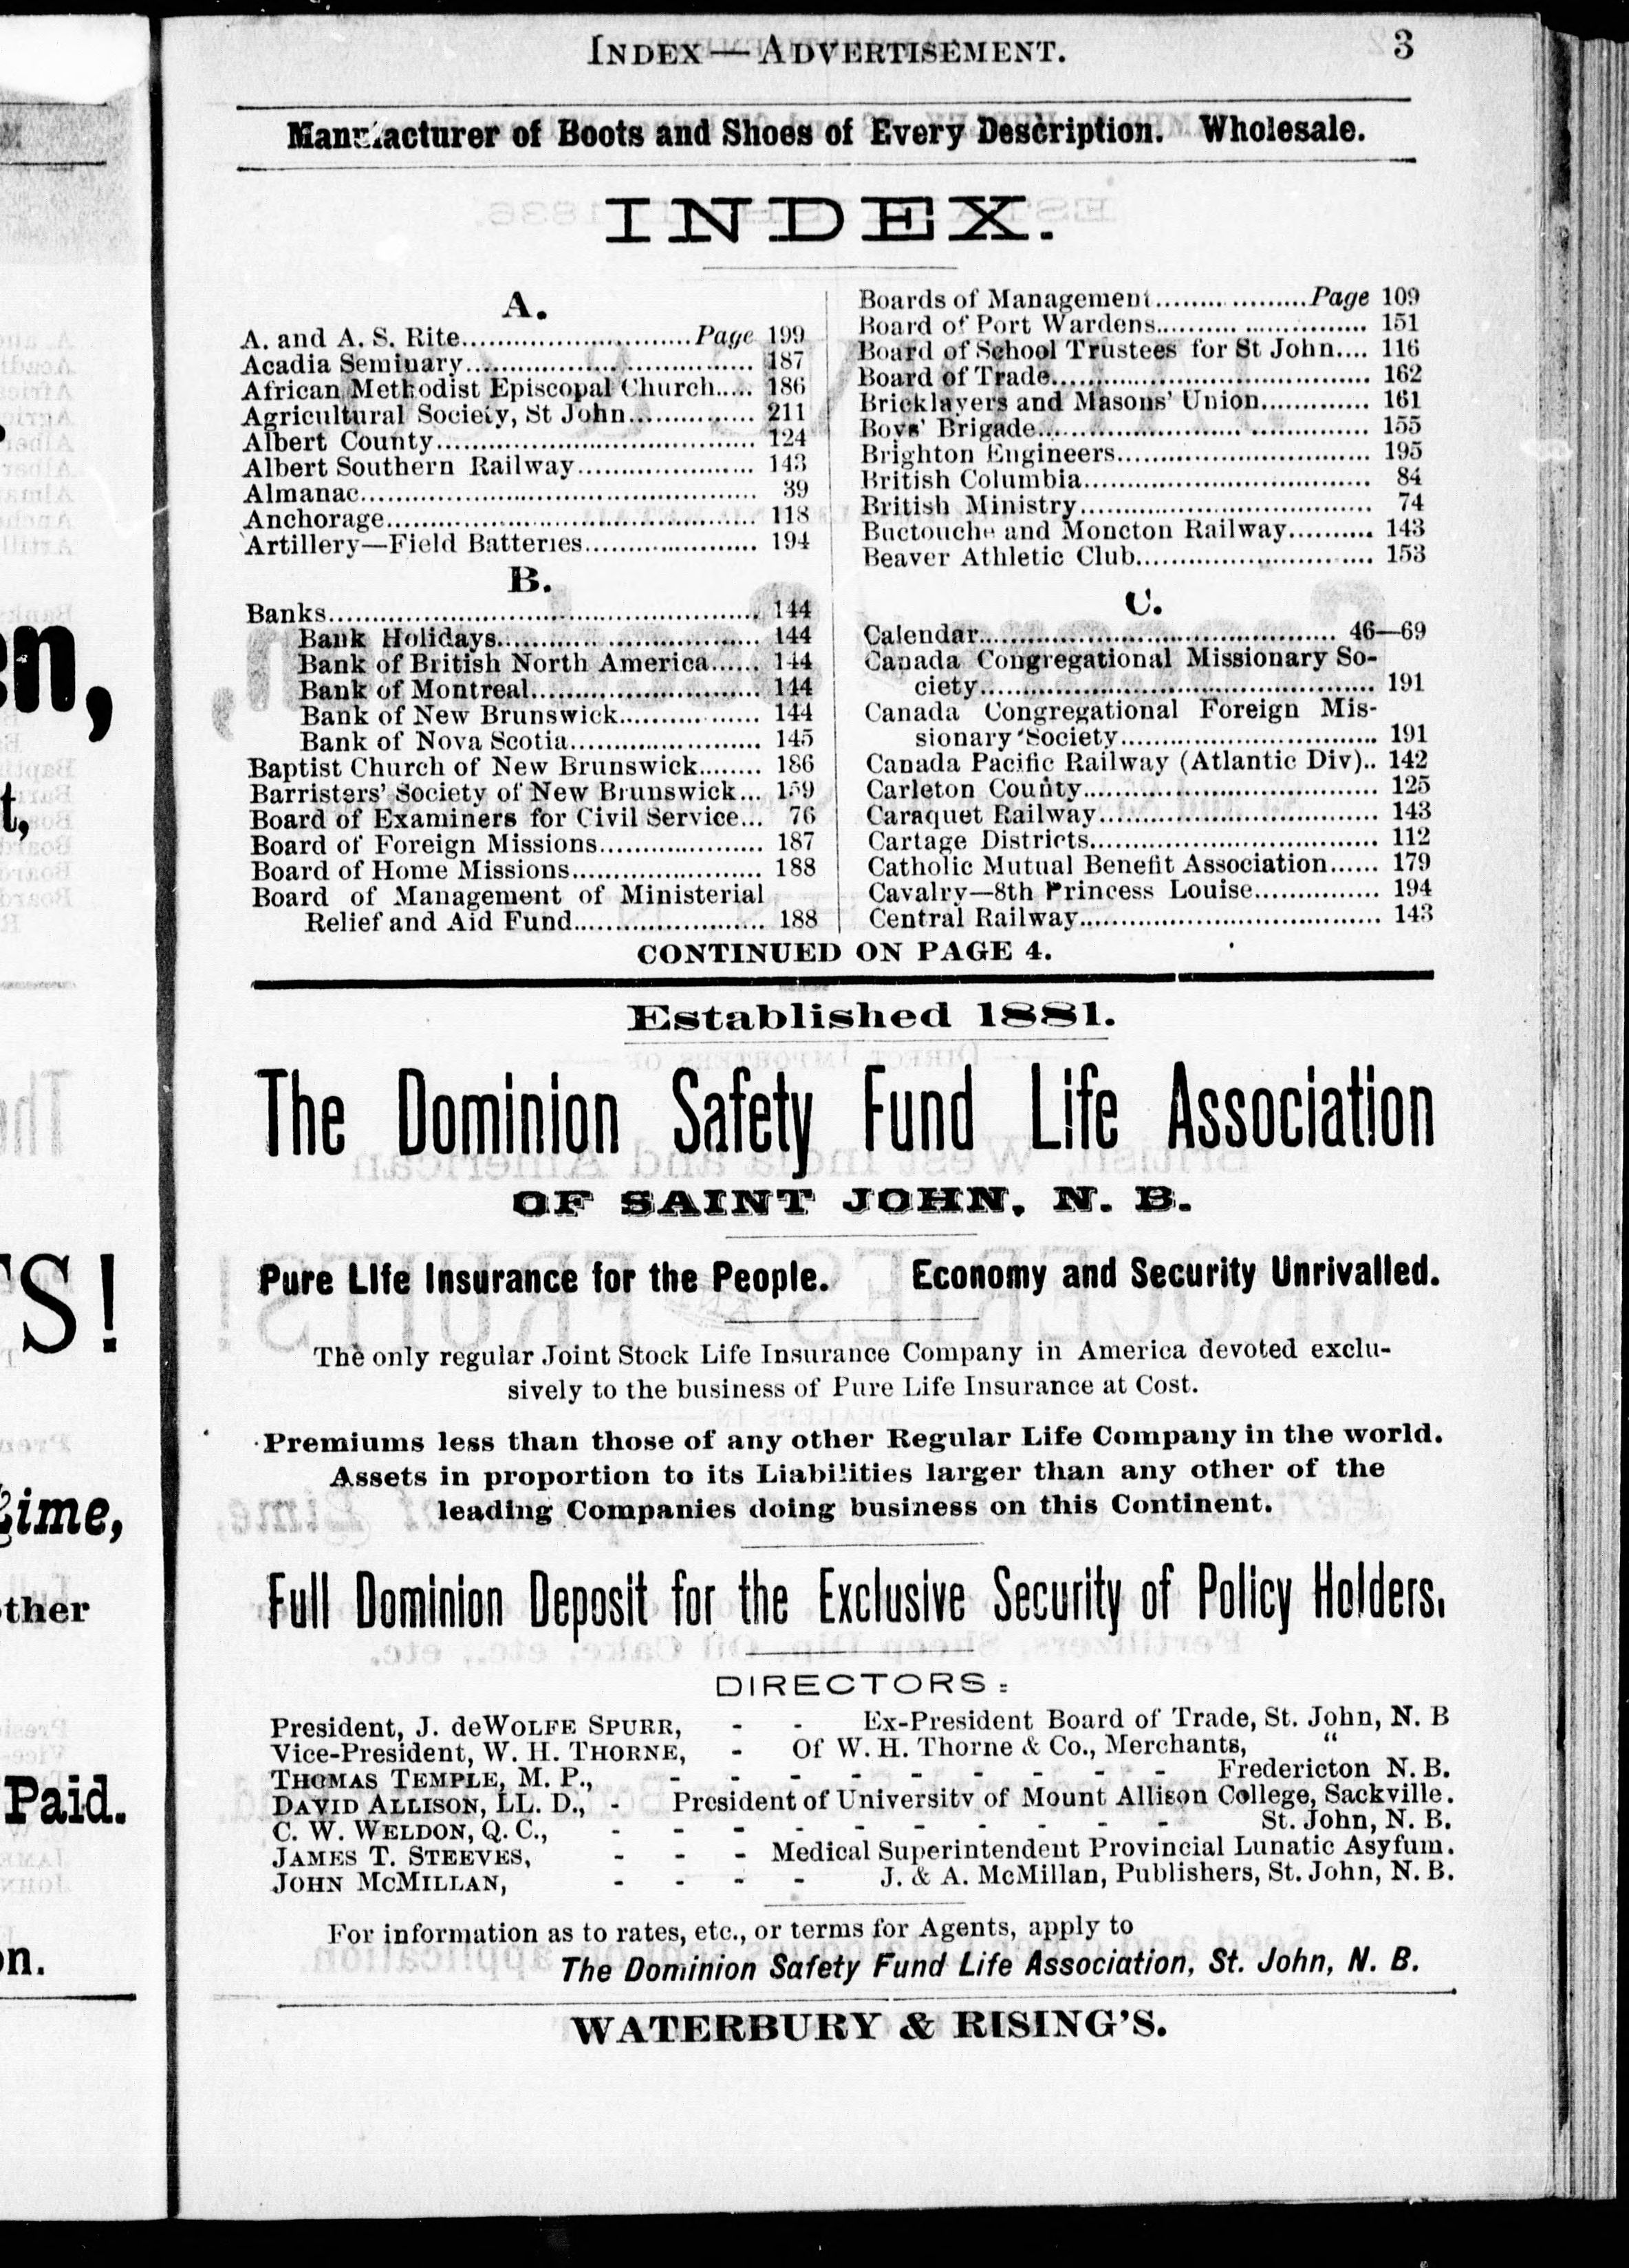 INDEX — ADVERTISEMENT. 3
Manufacturer of Boots and Shoes of Every Description. Wholesale.
INDEX.
A.
A. and A. S. Rite............................Page 199
Acadia Seminary................................... 187
African Methodist Episcopal Church..... 186
Agricultural Society, St John............... 211
Albert County....................................... 124
Albert Southern Railway..................... 143
Almanac................................................ 39
Anchorage............................................. 118
Artillery—Field Batteries..................... 194
B.
Banks..................................................... 144
Bank Holidays................................ 144
Bank of British North America...... 144
Bank of Montreal............................ 144
Bank of New Brunswick................. 144
Bank of Nova Scotia....................... 145
Baptist Church of New Brunswick........ 186
Barristers' Society of New Brunswick... 159
Board of Examiners for Civil Service... 76
Board of Foreign Missions.................... 187
Board of Home Missions....................... 188
Board of Management of Ministerial
Relief and Aid Fund....................... 188
Boards of Management...................Page 109
Board of Port Wardens.......................... 151
Board of School Trustees for St John.... 116
Board of Trade....................................... 162
Bricklayers and Masons' Union............. 161
Boys' Brigade......................................... 155
Brighton Engineers............................... 195
British Columbia................................... 84
British Ministry.................................... 74
Buctouche and Moncton Railway.......... 143
Beaver Athletic Club............................. 153
C.
Calendar........................................... 46—69
Canada Congregational Missionary So-
ciety................................................ 191
Canada Congregational Foreign Mis-
sionary Society............................... 191
Canada Pacific Railway (Atlantic Div).. 142
Carleton County.................................... 125
Caraquet Railway.................................. 143
Cartage Districts................................... 112
Catholic Mutual Benefit Association...... 179
Cavalry—8th Princess Louise............... 194
Central Railway..................................... 143
CONTINUED ON PAGE 4.
Established 1881.
The Dominion Safety Fund Life Association
OF SAINT JOHN, N. B.
Pure Life Insurance for the People. Economy and Security Unrivalled.
The only regular Joint Stock Life Insurance Company in America devoted exclu-
sively to the business of Pure Life Insurance at Cost.
Premiums less than those of any other Regular Life Company in the world.
Assets in proportion to its Liabilities larger than any other of the
leading Companies doing business on this Continent.
Full Dominion Deposit for the Exclusive Security of Policy Holders.
DIRECTORS:
President, J. deWOLFE SPURR, - - Ex-President Board of Trade, St. John, N. B
Vice-President, W. H. THORNE, - Of W. H. Thorne & Co., Merchants, "
THOMAS TEMPLE, M. P., - - - - - - - - - Fredericton N. B.
DAVID ALLISON, LL. D., - President of University of Mount Allison College, Sackville.
C. W. WELDON, Q. C., - - - - - - - - - - St. John, N. B.
JAMES T. STEEVES, - - - Medical Superintendent Provincial Lunatic Asylum.
JOHN MCMILLAN, - - - - J. & A. McMillan, Publishers, St. John, N. B.
For information as to rates, etc., or terms for Agents, apply to
The Dominion Safety Fund Life Association, St. John, N. B.
WATERBURY & RISING'S.
en,
t,
S!
Lime,
other
Paid.
on.